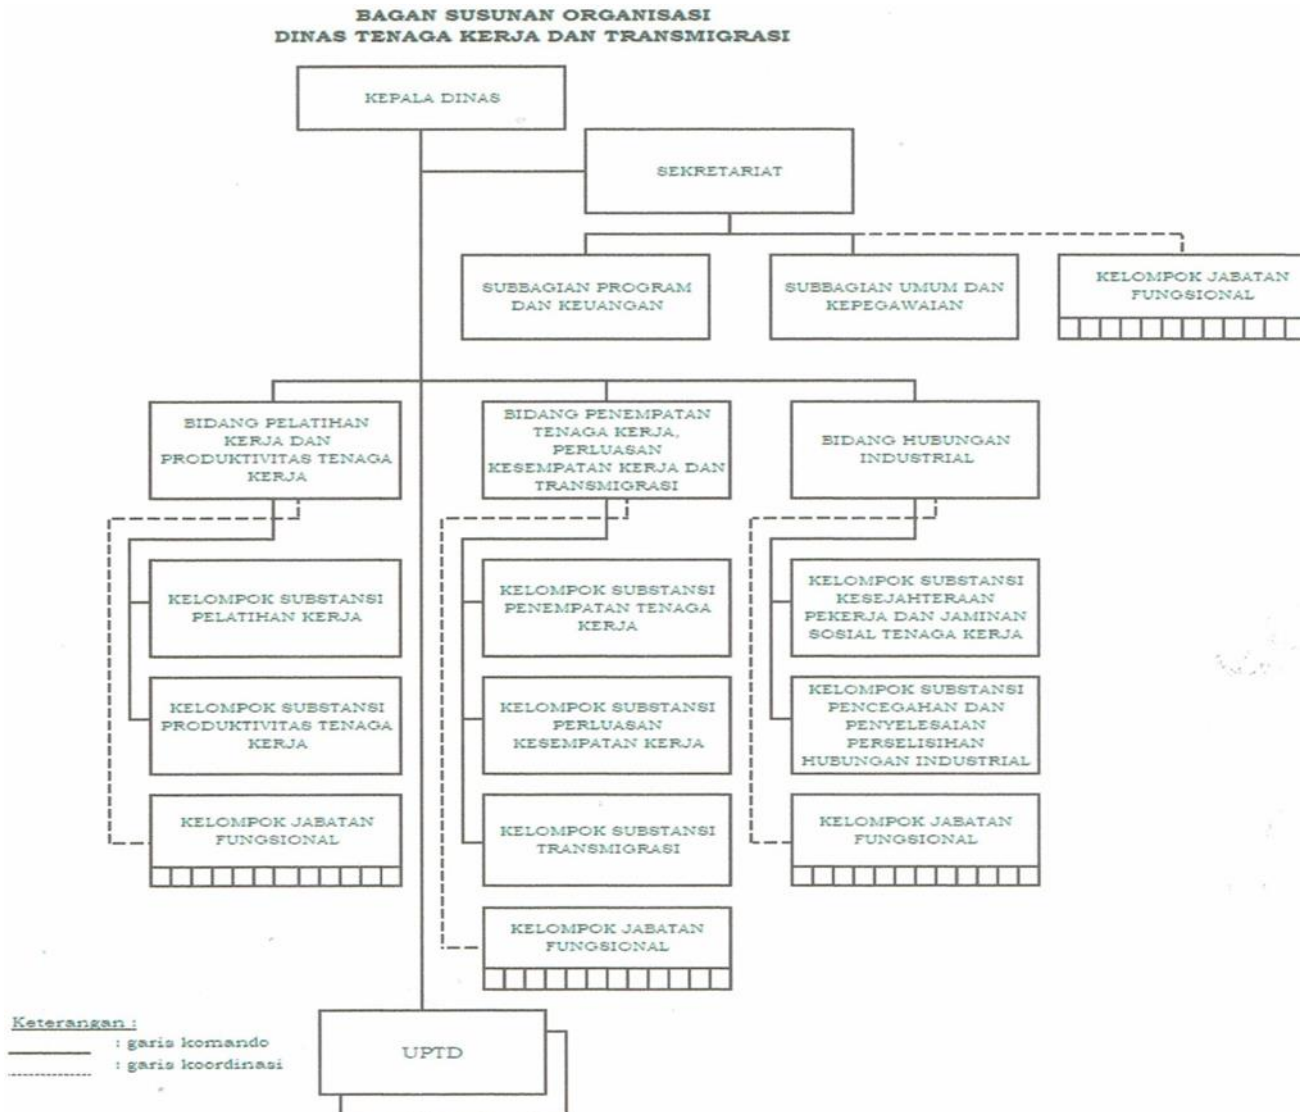 BAGAN SUSUNAN ORGANISASI
DINAS TENAGA KERJA DAN TRANSMIGRASI
KEPALA DINAS
SEKRETARIAT
SUBBAGIAN PROGRAM
DAN KEUANGAN
SUBBAGIAN UMUM DAN
KEPEGAWAIAN
KELOMPOK JABATAN
FUNGSIONAL
BIDANG PELATIHAN
KERJA DAN
PRODUKTIVITAS TENAGA
KERJA
BIDANG PENEMPATAN
TENAGA KERJA,
PERLUASAN
KESEMPATAN KERJA DAN
TRANSMIGRASI
BIDANG HUBUNGAN
INDUSTRIAL
KELOMPOK SUBSTANSI
PELATIHAN KERJA
KELOMPOK SUBSTANSI
PENEMPATAN TENAGA
KERJA
KELOMPOK SUBSTANSI
KESEJAHTERAAN
PEKERJA DAN JAMINAN
SOSIAL TENAGA KERJA
KELOMPOK SUBSTANSI
PRODUKTIVITAS TENAGA
KERJA
KELOMPOK SUBSTANSI
PERLUASAN
KESEMPATAN KERJA
KELOMPOK SUBSTANSI
PENCEGAHAN DAN
PENYELESAIAN
PERSELISIHAN
HUBUNGAN INDUSTRIAL
KELOMPOK JABATAN
FUNGSIONAL
KELOMPOK SUBSTANSI
TRANSMIGRASI
KELOMPOK JABATAN
FUNGSIONAL
KELOMPOK JABATAN
FUNGSIONAL
UPTD
Keterangan :
: garis komando
: garis koordinasi